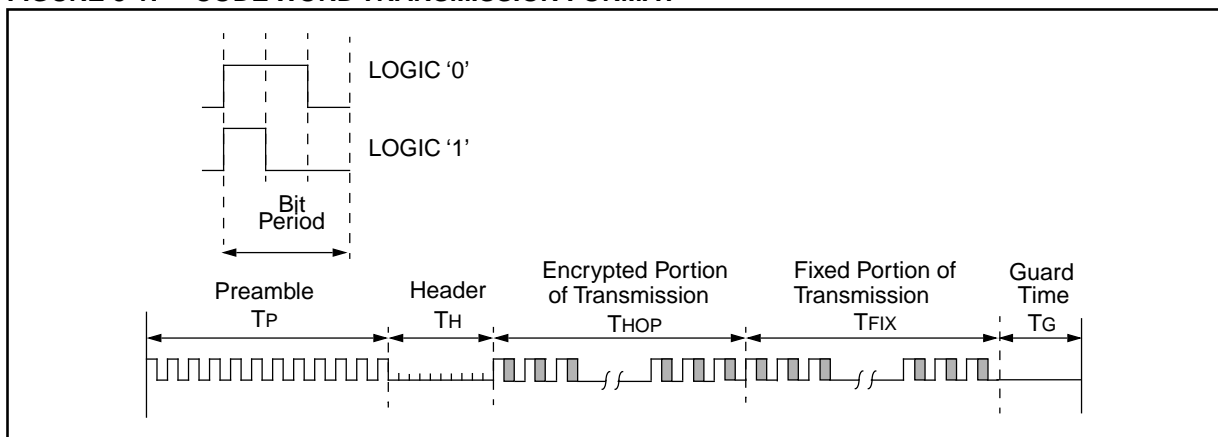 LOGIC '0'
LOGIC '1'
Bit
Period
Preamble
TP
Header
TH
Encrypted Portion
of Transmission
THOP
Fixed Portion of
Transmission
TFIX
Guard
Time
TG